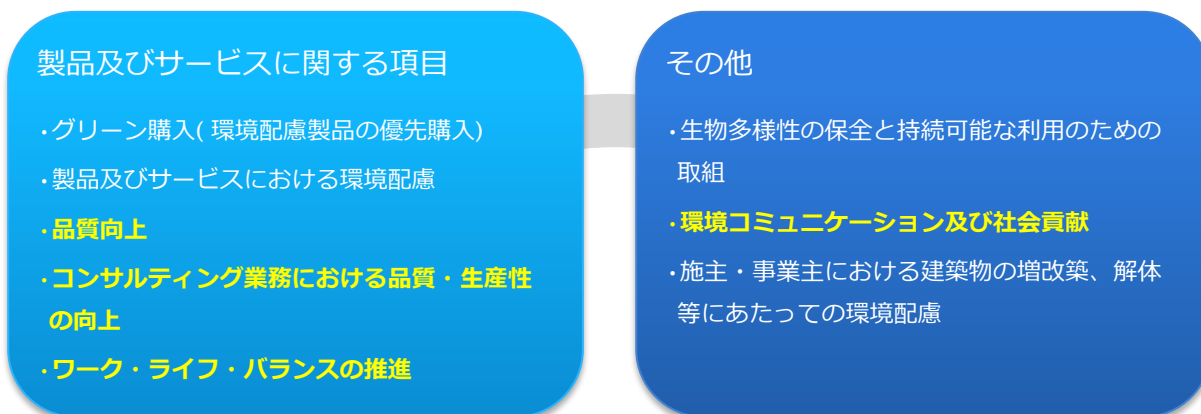 製品及びサービスに関する項目
・グリーン購入( 環境配慮製品の優先購入)
・製品及びサービスにおける環境配慮
・品質向上
・コンサルティング業務における品質・生産性
の向上
・ワーク・ライフ・バランスの推進
その他
・生物多様性の保全と持続可能な利用のための
取組
・環境コミュニケーション及び社会貢献
・施主・事業主における建築物の増改築、解体
等にあたっての環境配慮